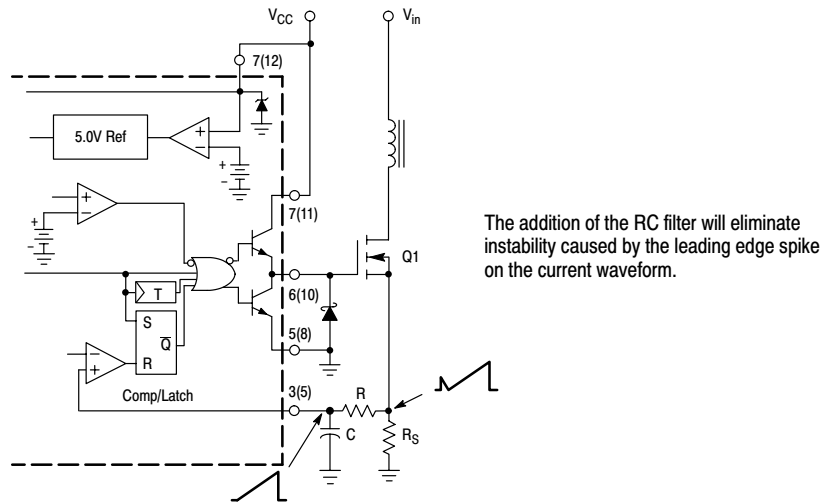 VCC
Vin
7(12)
5.0V Ref
+
–
+
–
+
–
+
–
7(11)
Q1
The addition of the RC filter will eliminate
instability caused by the leading edge spike
on the current waveform.
T
6(10)
S
Q̅
R
5(8)
–
+
Comp/Latch
3(5)
R
C
RS